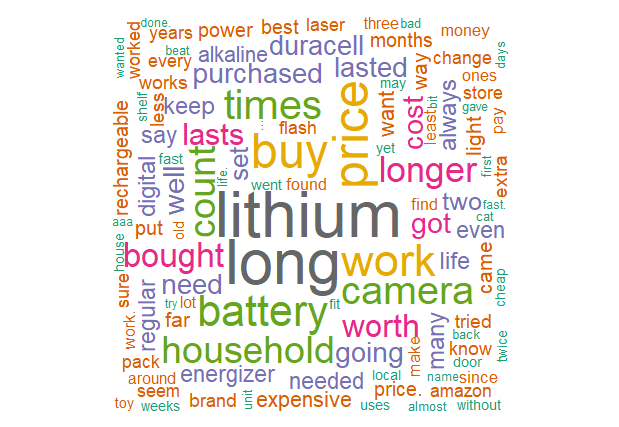 done. bad
years power best laser three money
wanted worked beat duracell months days
every alkaline way change
works purchased lasted ones
shelf less keep times may want cost store
rechargeable price least bit always gave pay
say lasts ... flash light
set buy yet
fast well longer first extra
digital count life. went found
find two fast.
aaa put old lithium got cat even
house bought long work life came cheap
sure need
try lot camera
regular battery fit
work. far worth many tried
household going make back twice
know
pack energizer local door
around needed name since
seem price. amazon
toy weeks brand unit expensive uses almost without